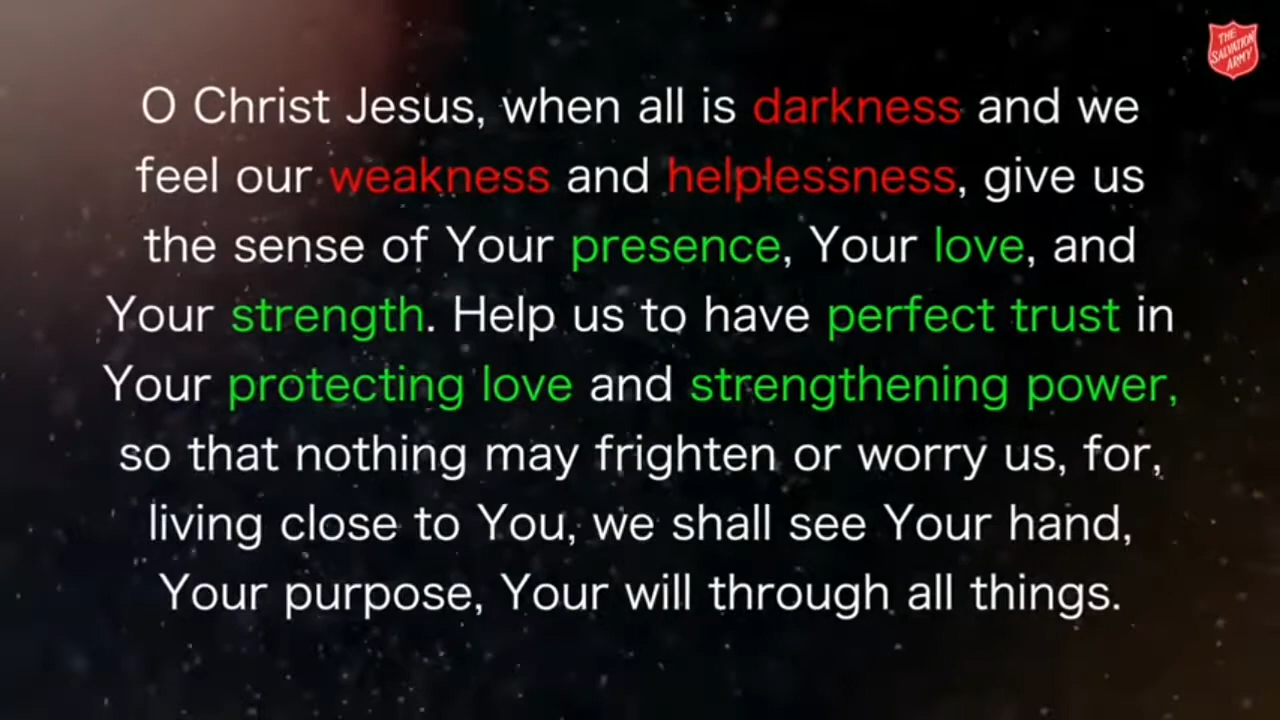 THE
SALVATION
ARMY
O Christ Jesus, when all is darkness and we
feel our weakness and helplessness, give us
the sense of Your presence, Your love, and
Your strength. Help us to have perfect trust in
Your protecting love and strengthening power,
so that nothing may frighten or worry us, for,
living close to You, we shall see Your hand,
Your purpose, Your will through all things.